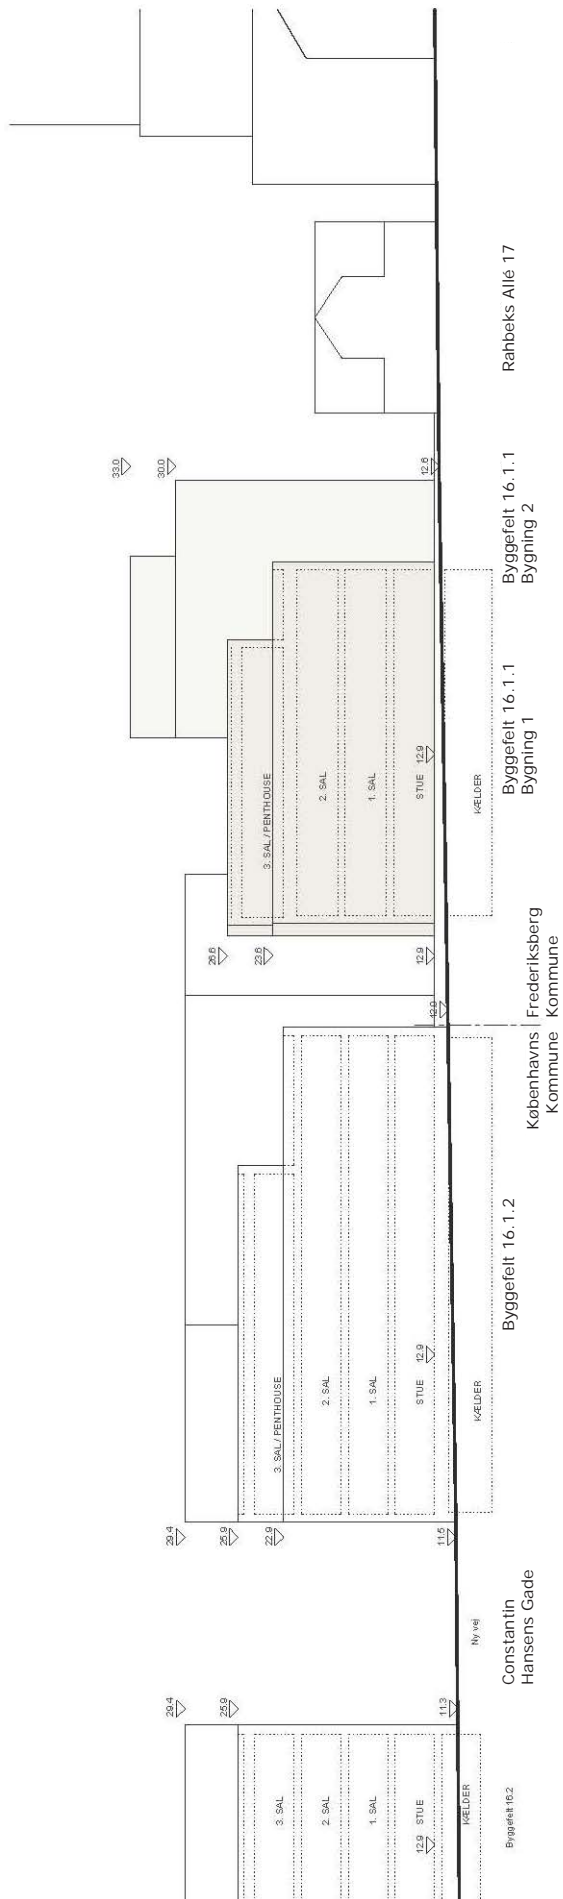 29.4
25.9
11.3
3. SAL
2. SAL
1. SAL
STUE
12.9
KÆLDER
Byggefelt 16.2
Ny vej
Constantin
Hansens Gade
29.4
25.9
22.9
11.5
3. SAL / PENTHOUSE
2. SAL
1. SAL
STUE
12.9
KÆLDER
Byggefelt 16.1.2
Københavns
Kommune
Frederiksberg
Kommune
26.6
23.6
12.9
3. SAL / PENTHOUSE
2. SAL
1. SAL
STUE
12.9
KÆLDER
Byggefelt 16.1.1
Bygning 1
33.0
30.0
12.6
Byggefelt 16.1.1
Bygning 2
Rahbeks Allé 17